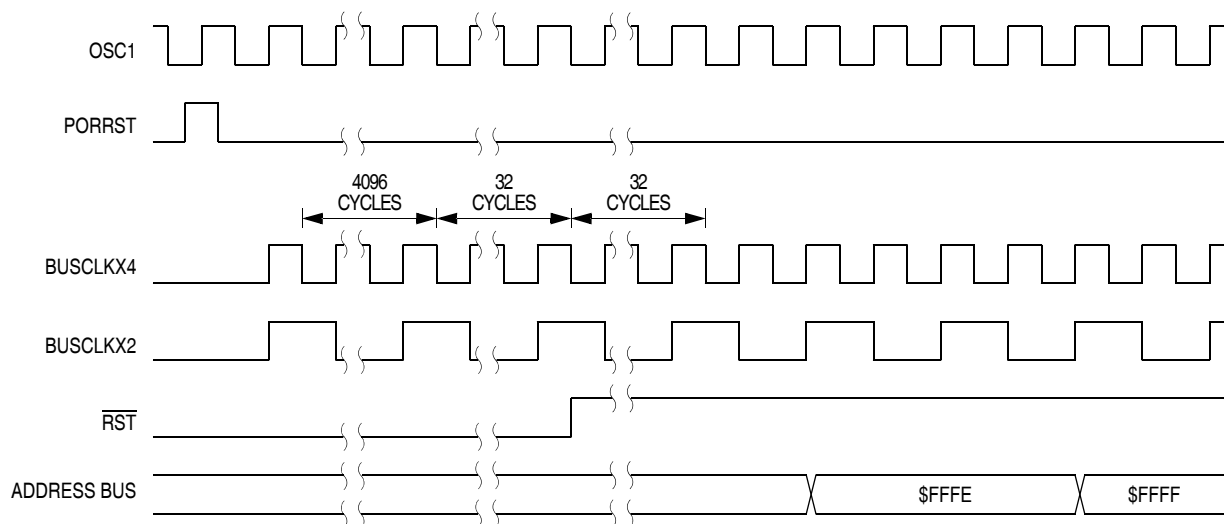 OSC1
PORRST
4096
CYCLES
32
CYCLES
32
CYCLES
BUSCLKX4
BUSCLKX2
RST
ADDRESS BUS
$FFFE
$FFFF